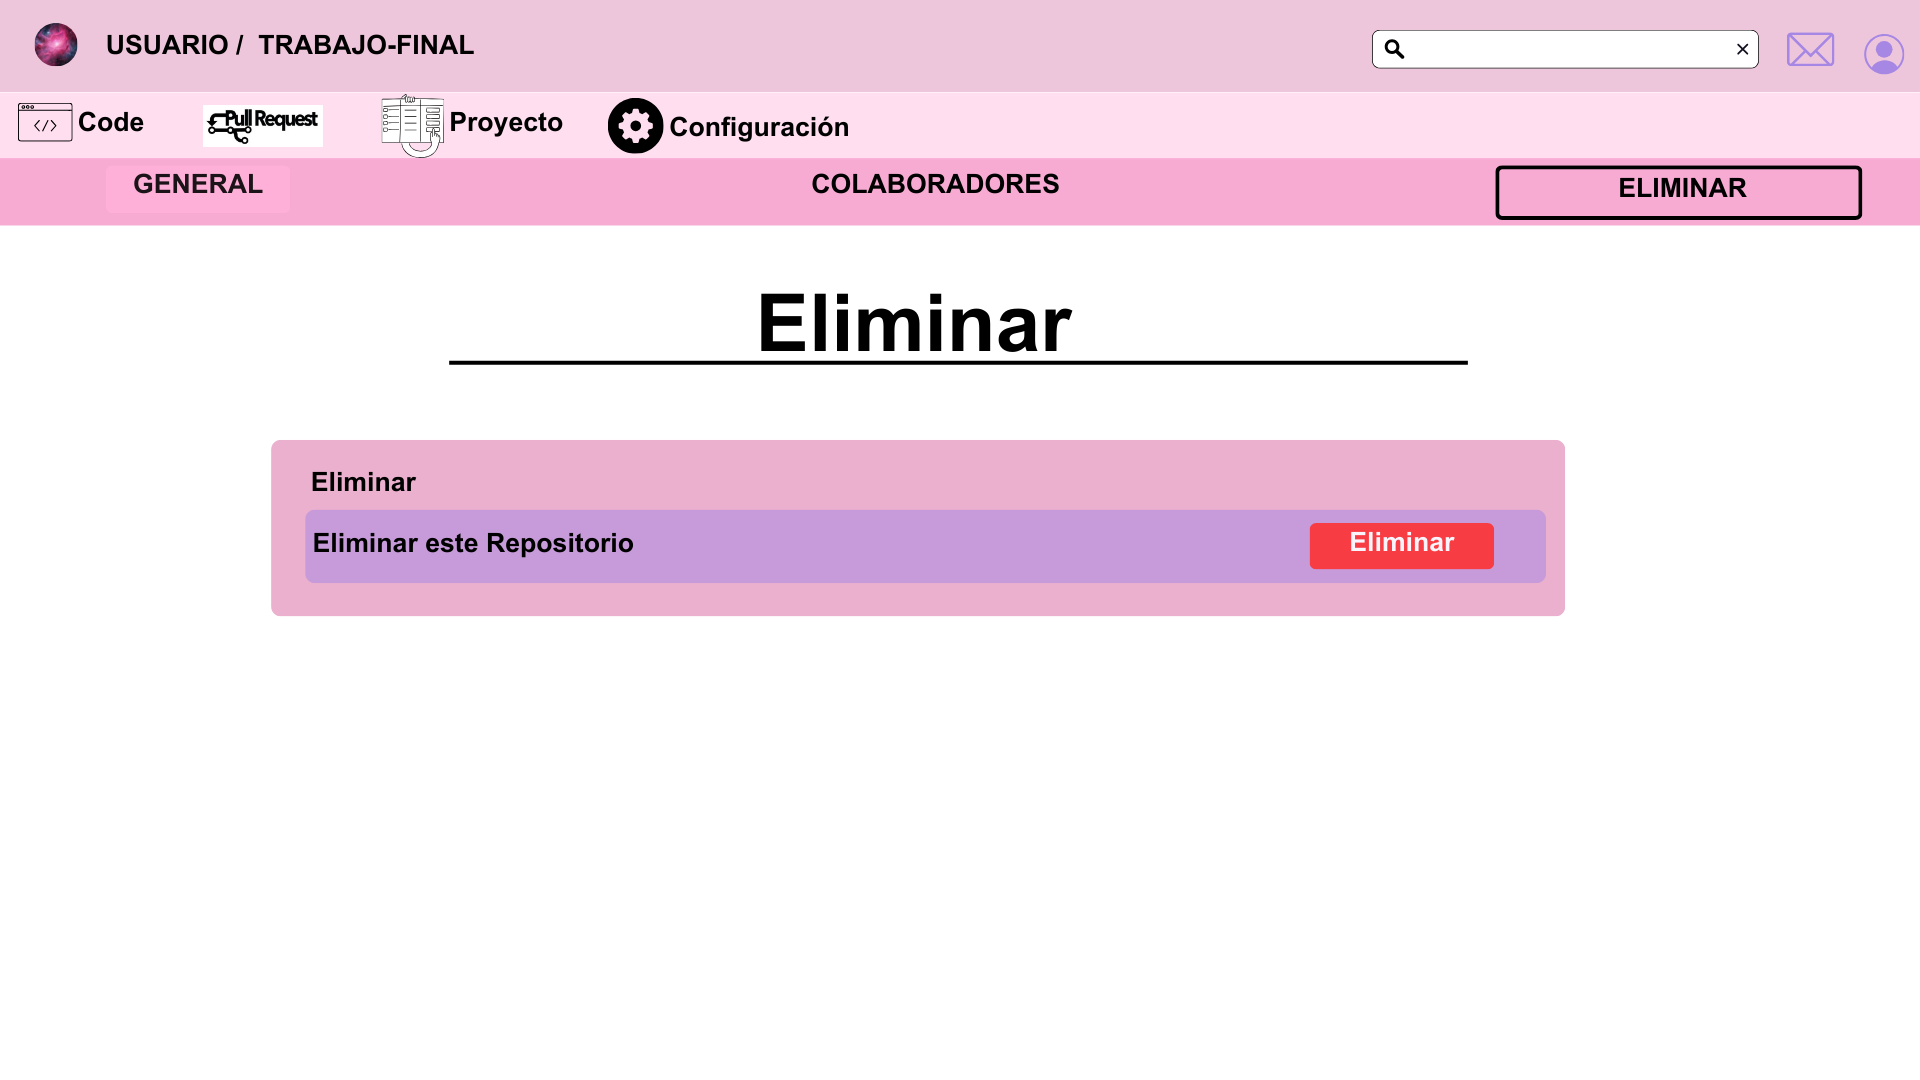 USUARIO / TRABAJO-FINAL
Code
Pull Request
Proyecto
Configuración
GENERAL
COLABORADORES
ELIMINAR
Eliminar
Eliminar
Eliminar este Repositorio
Eliminar